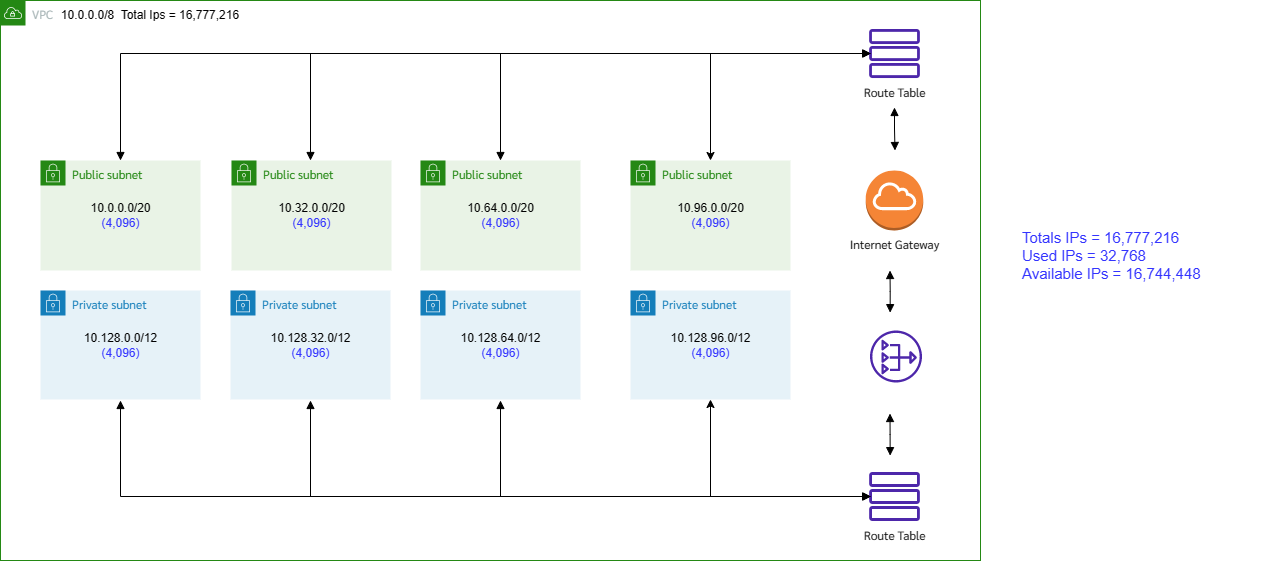 VPC 10.0.0.0/8 Total Ips = 16,777,216
Route Table
Public subnet
10.0.0.0/20
(4,096)
Public subnet
10.32.0.0/20
(4,096)
Public subnet
10.64.0.0/20
(4,096)
Public subnet
10.96.0.0/20
(4,096)
Internet Gateway
Totals IPs = 16,777,216
Used IPs = 32,768
Available IPs = 16,744,448
Private subnet
10.128.0.0/12
(4,096)
Private subnet
10.128.32.0/12
(4,096)
Private subnet
10.128.64.0/12
(4,096)
Private subnet
10.128.96.0/12
(4,096)
Route Table